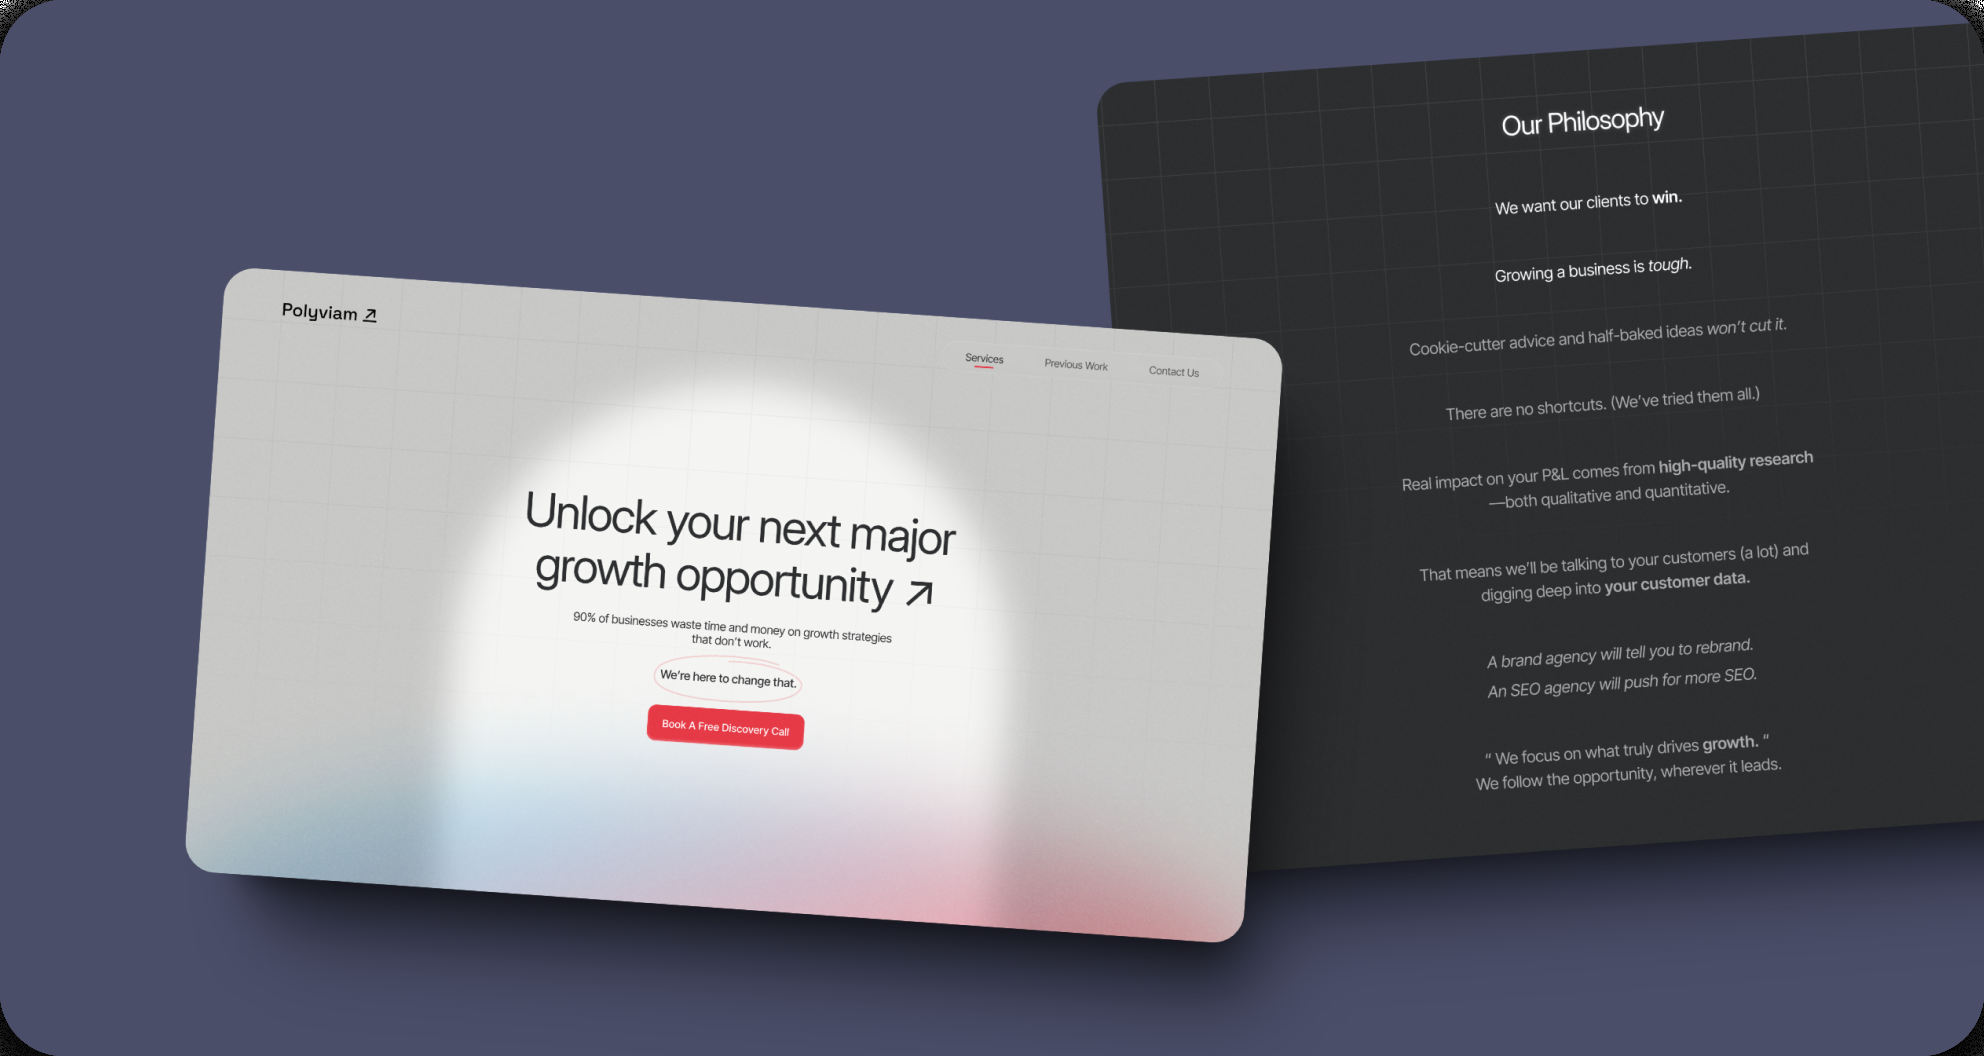 Polyviam
Services
Previous Work
Contact Us
Unlock your next major
growth opportunity
90% of businesses waste time and money on growth strategies
that don't work.
We're here to change that.
Book A Free Discovery Call
Our Philosophy
We want our clients to win.
Growing a business is tough.
Cookie-cutter advice and half-baked ideas won't cut it.
There are no shortcuts. (We've tried them all.)
Real impact on your P&L comes from high-quality research
—both qualitative and quantitative.
That means we'll be talking to your customers (a lot) and
digging deep into your customer data.
A brand agency will tell you to rebrand.
An SEO agency will push for more SEO.
“ We focus on what truly drives growth. “
We follow the opportunity, wherever it leads.